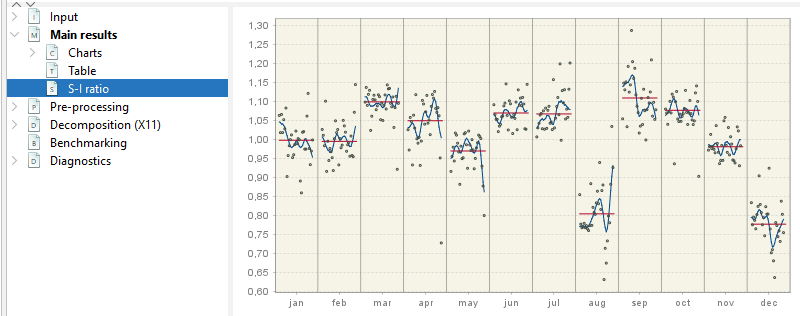 I Input
M Main results
C Charts
T Table
S S-I ratio
P Pre-processing
D Decomposition (X11)
B Benchmarking
D Diagnostics
1,30
1,25
1,20
1,15
1,10
1,05
1,00
0,95
0,90
0,85
0,80
0,75
0,70
0,65
0,60
jan feb mar apr may jun jul aug sep oct nov dec